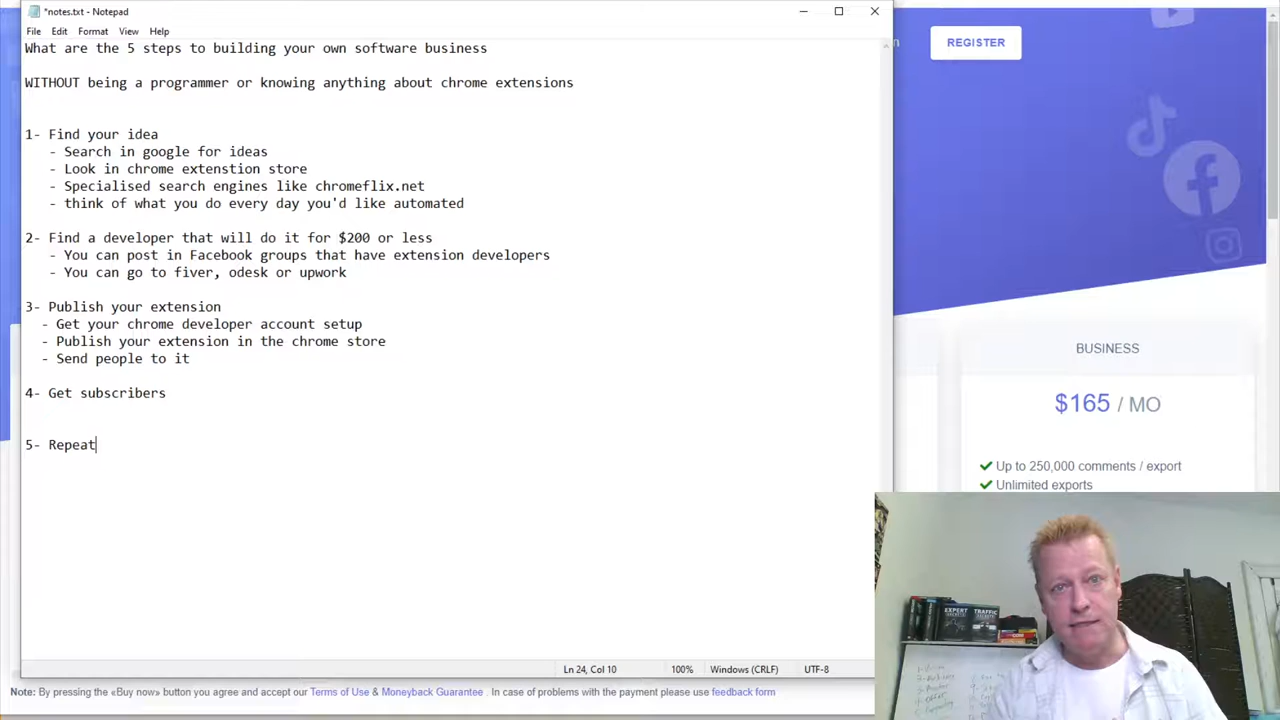 *notes.txt - Notepad
File Edit Format View Help
What are the 5 steps to building your own software business
WITHOUT being a programmer or knowing anything about chrome extensions
1- Find your idea
- Search in google for ideas
- Look in chrome extenstion store
- Specialised search engines like chromeflix.net
- think of what you do every day you'd like automated
2- Find a developer that will do it for $200 or less
- You can post in Facebook groups that have extension developers
- You can go to fiver, odesk or upwork
3- Publish your extension
- Get your chrome developer account setup
- Publish your extension in the chrome store
- Send people to it
4- Get subscribers
5- Repeat
Ln 24, Col 10 100% Windows (CRLF) UTF-8
REGISTER
BUSINESS
$165 / MO
Up to 250,000 comments / export
Unlimited exports
EXPERT
TRAFFIC
Note: By pressing the «Buy now» button you agree and accept our Terms of Use & Moneyback Guarantee . In case of problems with the payment please use feedback form